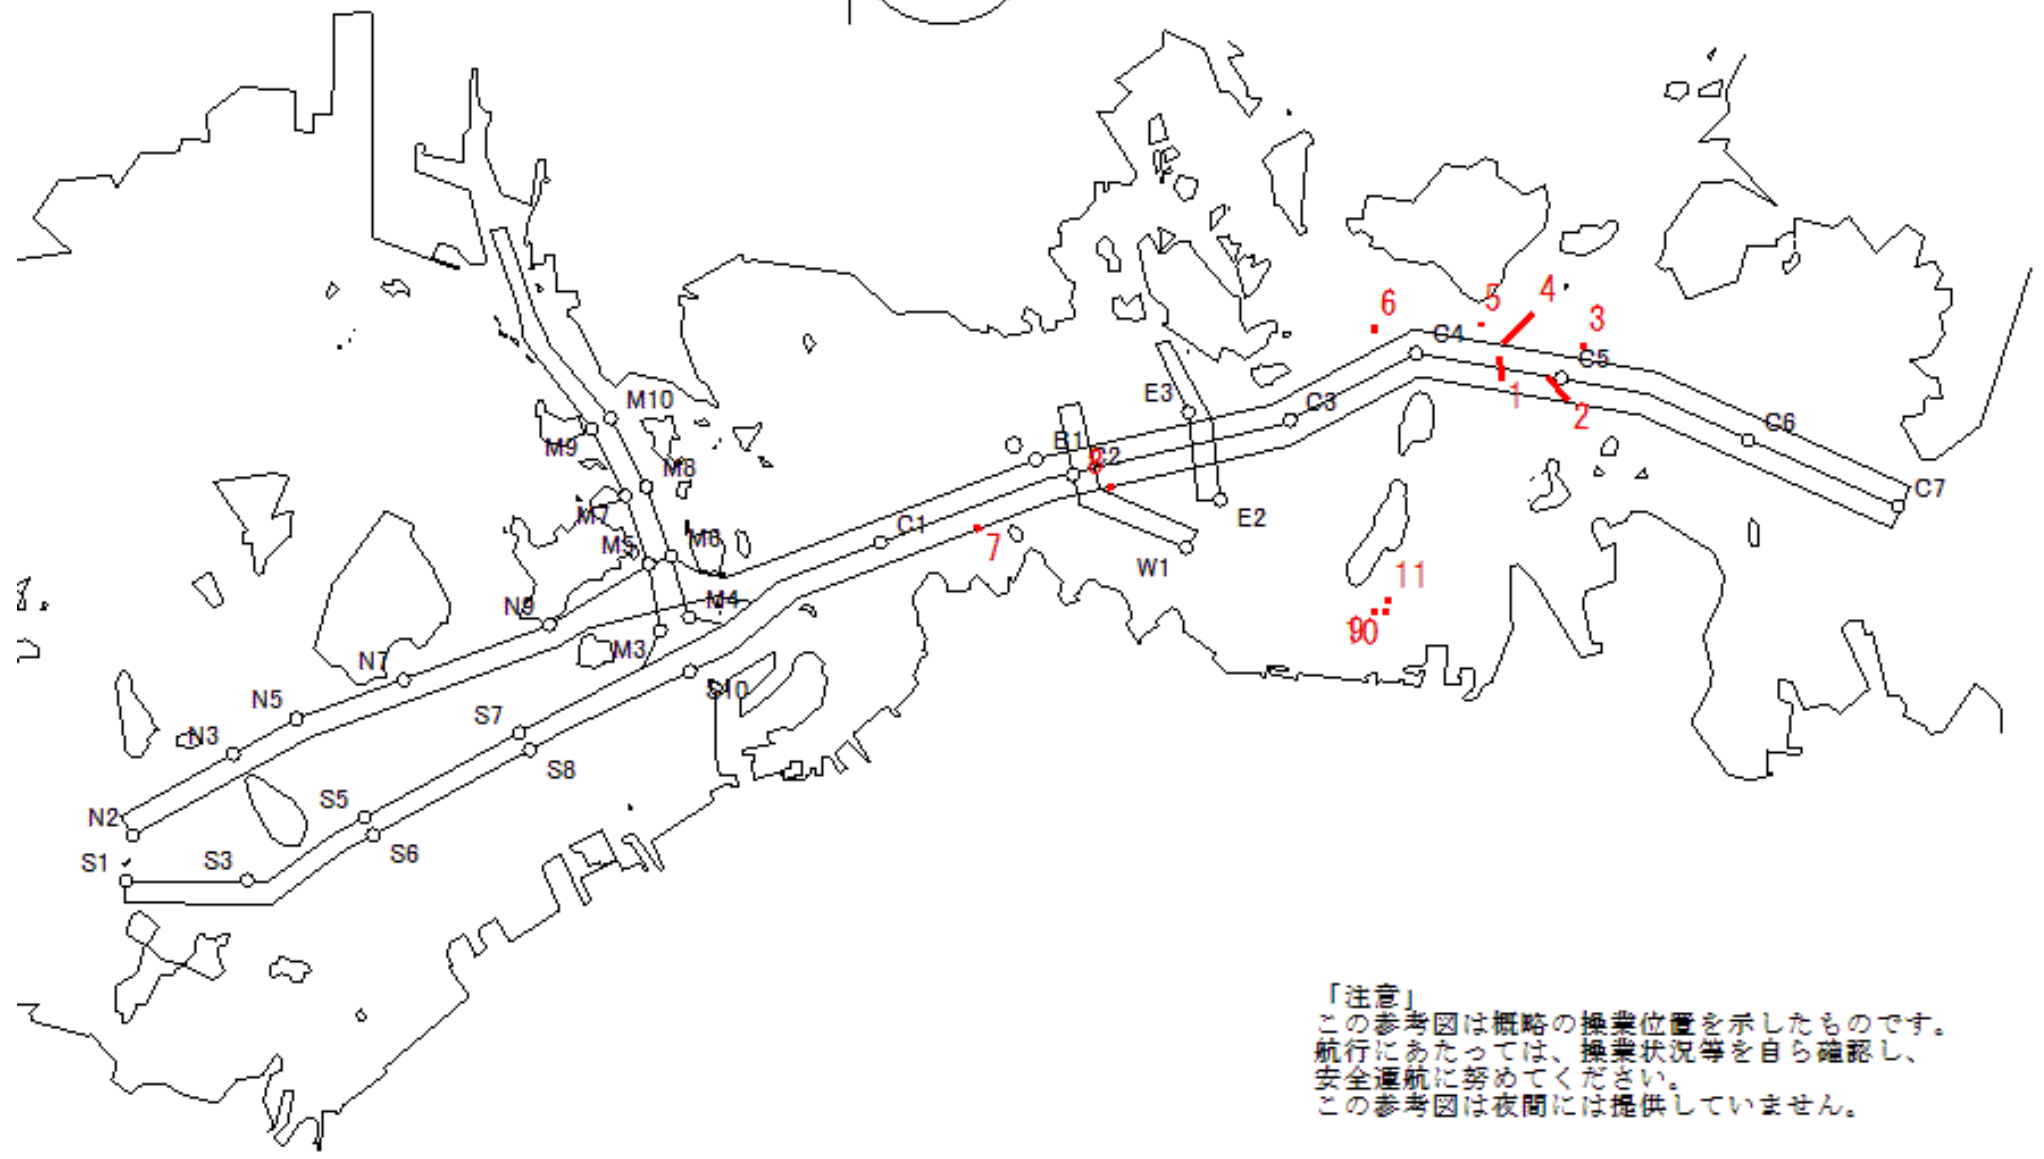 6
5
4
3
C4
C5
1
2
E3
C3
C6
M10
M9
M8
B1
8
C2
C7
E2
M7
M5
M6
C1
7
W1
11
N9
M4
9
10
M3
N7
S10
N5
N3
S7
S8
S5
N2
S6
S1
S3
「注意」
この参考図は概略の操業位置を示したものです。
航行にあたっては、操業状況等を自ら確認し、
安全運航に努めてください。
この参考図は夜間には提供していません。